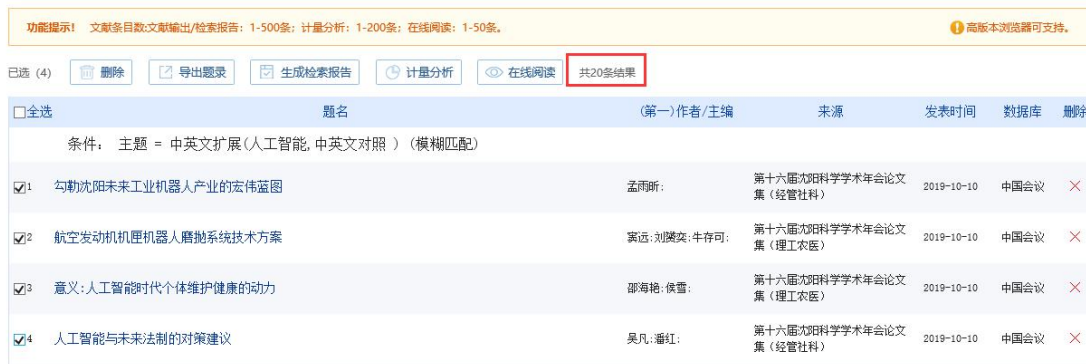 功能提示! 文献条目数:文献输出/检索报告:1-500条;计量分析:1-200条;在线阅读:1-50条。 高版本浏览器可支持。
已选 (4) 删除 导出题录 生成检索报告 计量分析 在线阅读 共20条结果
全选 题名 (第一)作者/主编 来源 发表时间 数据库 删除
条件: 主题 = 中英文扩展(人工智能,中英文对照 ) (模糊匹配)
1 勾勒沈阳未来工业机器人产业的宏伟蓝图 孟雨昕; 第十六届沈阳科学学术年会论文集(经管社科) 2019-10-10 中国会议
2 航空发动机机匣机器人磨抛系统技术方案 刘奕;牛存可; 第十六届沈阳科学学术年会论文集(理工农医) 2019-10-10 中国会议
3 意义:人工智能时代个体维护健康的动力 邵海艳;侯雪; 第十六届沈阳科学学术年会论文集(理工农医) 2019-10-10 中国会议
4 人工智能与未来法制的对策建议 吴凡;潘红; 第十六届沈阳科学学术年会论文集(经管社科) 2019-10-10 中国会议